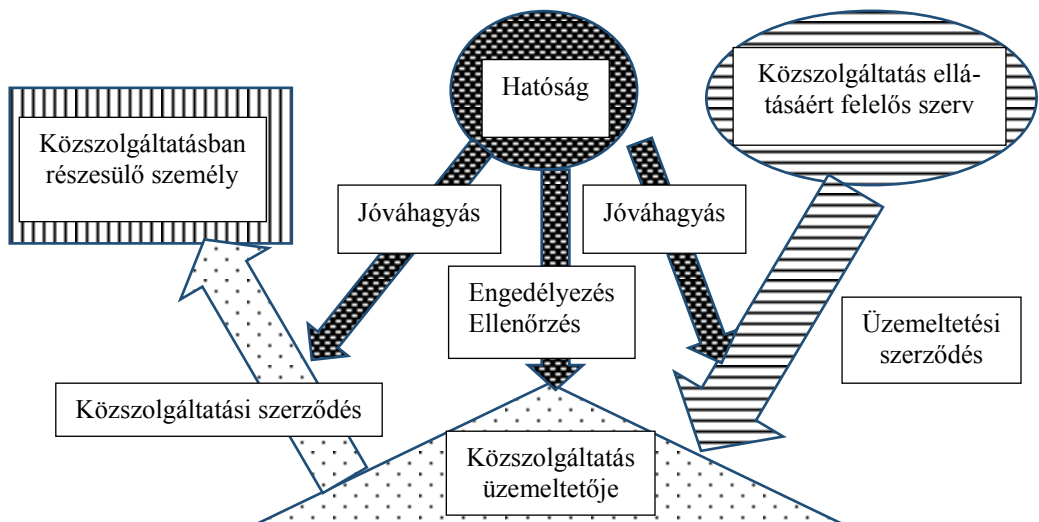 Hatóság
Közszolgáltatás ellá-
tásáért felelős szerv
Közszolgáltatásban
részesülő személy
Jóváhagyás
Jóváhagyás
Engedélyezés
Ellenőrzés
Üzemeltetési
szerződés
Közszolgáltatási szerződés
Közszolgáltatás
üzemeltetője